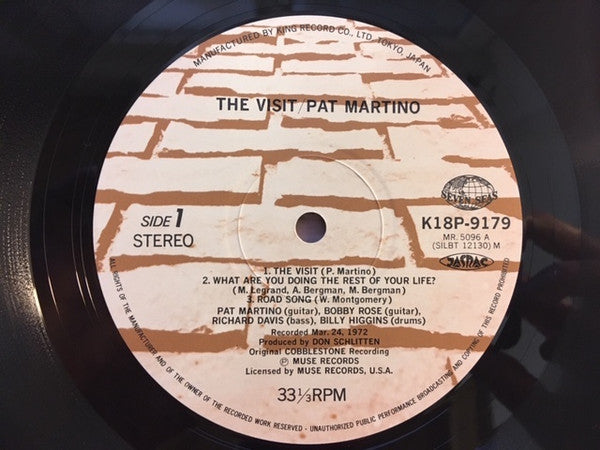 MANUFACTURED BY KING RECORD CO., LTD. TOKYO, JAPAN
THE VISIT/PAT MARTINO
SEVEN SEAS
SIDE 1
STEREO
K18P-9179
MR. 5096 A
(SILBT 12130) M
JASRAC
1. THE VISIT (P. Martino)
2. WHAT ARE YOU DOING THE REST OF YOUR LIFE?
(M. Legrand, A. Bergman, M. Bergman)
3. ROAD SONG (W. Montgomery)
PAT MARTINO (guitar), BOBBY ROSE (guitar),
RICHARD DAVIS (bass), BILLY HIGGINS (drums)
Recorded Mar. 24, 1972
Produced by DON SCHLITTEN
Original COBBLESTONE Recording
Ⓟ MUSE RECORDS
Licensed by MUSE RECORDS, U.S.A.
33⅓RPM
ALL RIGHTS OF THE MANUFACTURER AND OF THE OWNER OF THE RECORDED WORK RESERVED - UNAUTHORIZED PUBLIC PERFORMANCE BROADCASTING AND COPYING OF THIS RECORD PROHIBITED